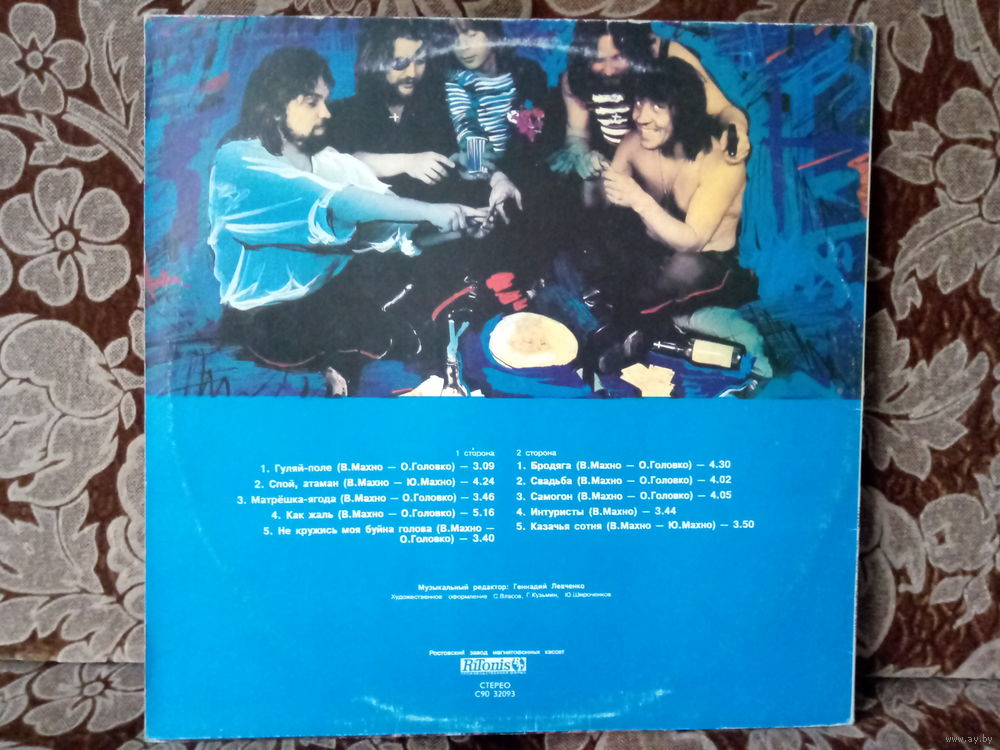 1 сторона
1. Гуляй-поле (В.Махно — О.Головко) — 3.09
2. Спой, атаман (В.Махно — Ю.Махно) — 4.24
3. Матрёшка-ягода (В.Махно — О.Головко) — 3.46
4. Как жаль (В.Махно — О.Головко) — 5.16
5. Не кружись моя буйна голова (В.Махно —
О.Головко) — 3.40
2 сторона
1. Бродяга (В.Махно — О.Головко) — 4.30
2. Свадьба (В.Махно — О.Головко) — 4.02
3. Самогон (В.Махно — О.Головко) — 4.05
4. Интуристы (В.Махно) — 3.44
5. Казачья сотня (В.Махно — Ю.Махно) — 3.50
Музыкальный редактор: Геннадий Левченко
Художественное оформление С.Власов, Г.Кузьмин, Ю.Широченков
Ростовский завод магнитофонных кассет
RiTonis
ПРОИЗВОДСТВЕННАЯ ФИРМА
СТЕРЕО
С90 32093
www.ay.by